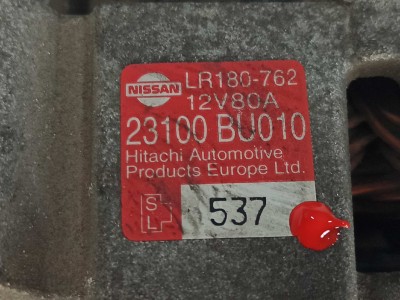 NISSAN LR180-762
12V80A
23100 BU010
Hitachi Automotive
Products Europe Ltd.
S
L 537